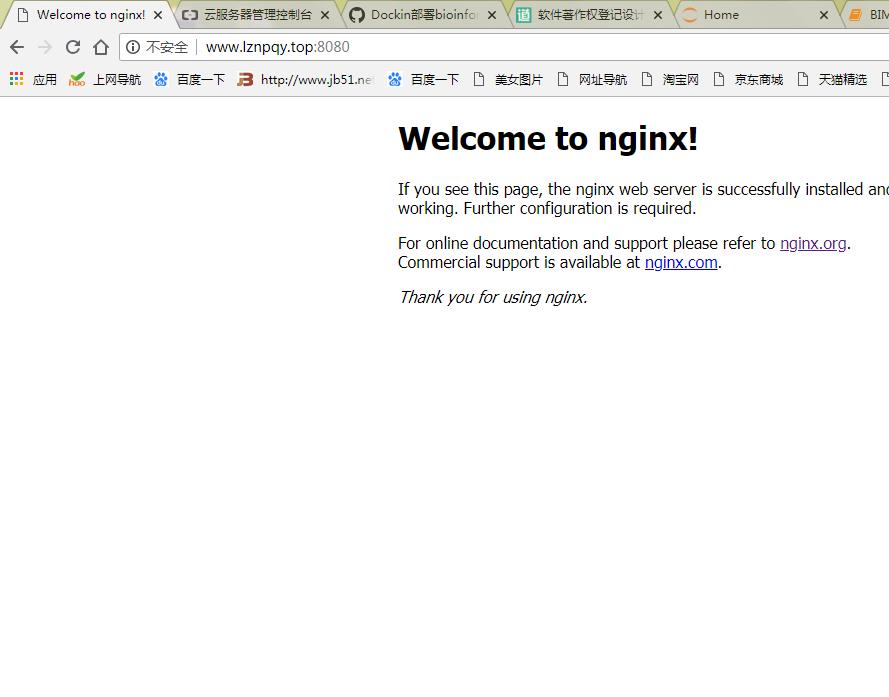 Welcome to nginx!
云服务器管理控制台
Dockin部署bioinfo
软件著作权登记设计
Home
BIM
不安全
www.lznpqy.top:8080
应用
上网导航
百度一下
http://www.jb51.ne
百度一下
美女图片
网址导航
淘宝网
京东商城
天猫精选
Welcome to nginx!
If you see this page, the nginx web server is successfully installed and
working. Further configuration is required.
For online documentation and support please refer to nginx.org.
Commercial support is available at nginx.com.
Thank you for using nginx.